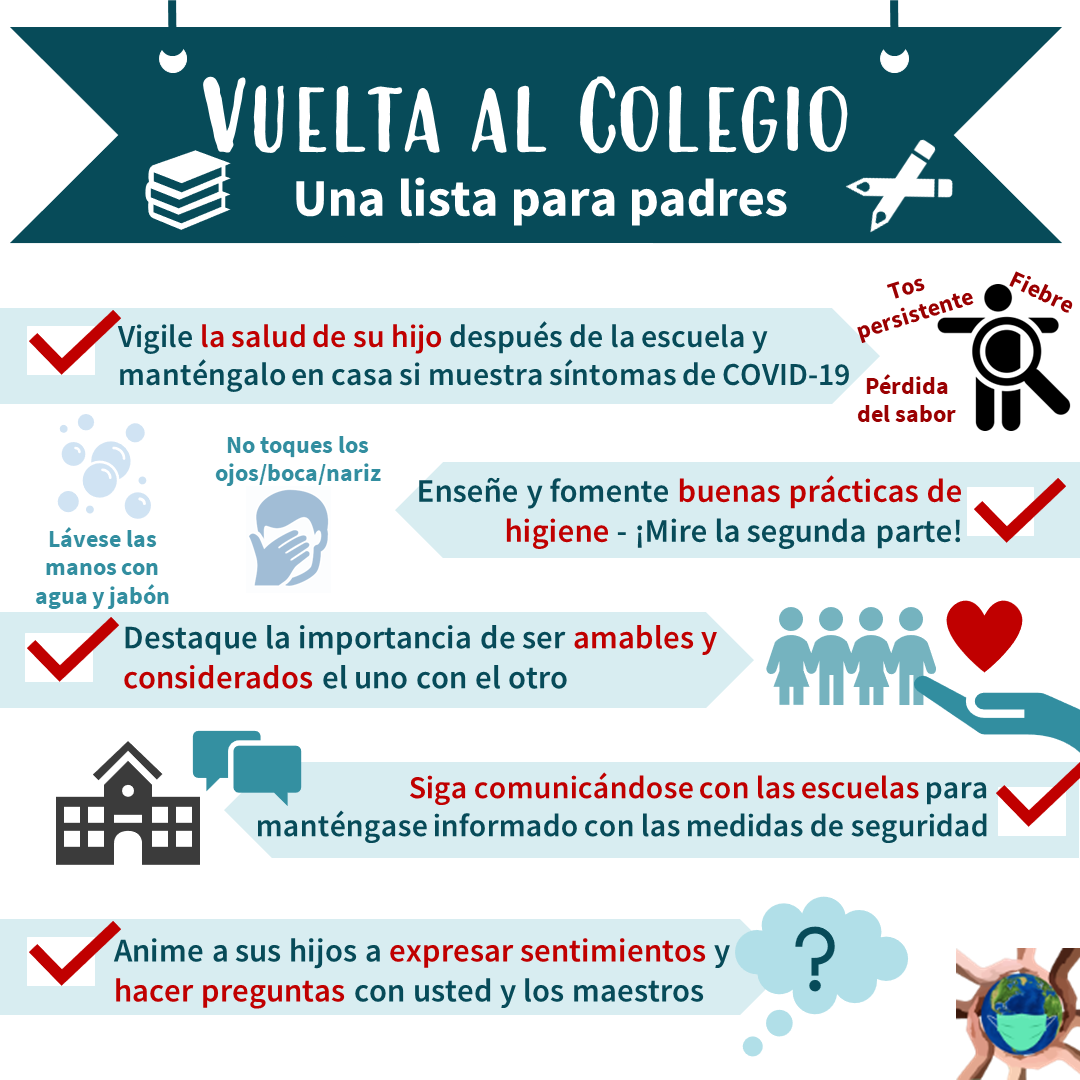 VUELTA AL COLEGIO
Una lista para padres
Vigile la salud de su hijo después de la escuela y
manténgalo en casa si muestra síntomas de COVID-19
Tos
persistente
Fiebre
Pérdida
del sabor
Lávese las
manos con
agua y jabón
No toques los
ojos/boca/nariz
Enseñe y fomente buenas prácticas de
higiene - ¡Mire la segunda parte!
Destaque la importancia de ser amables y
considerados el uno con el otro
Siga comunicándose con las escuelas para
manténgase informado con las medidas de seguridad
Anime a sus hijos a expresar sentimientos y
hacer preguntas con usted y los maestros
?